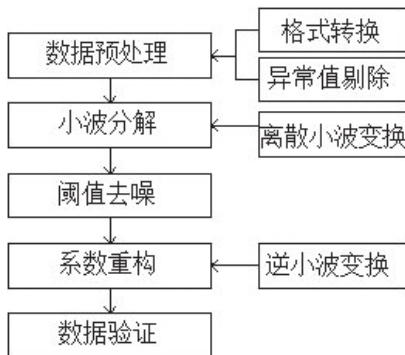 格式转换
数据预处理
异常值剔除
小波分解
离散小波变换
阈值去噪
系数重构
逆小波变换
数据验证